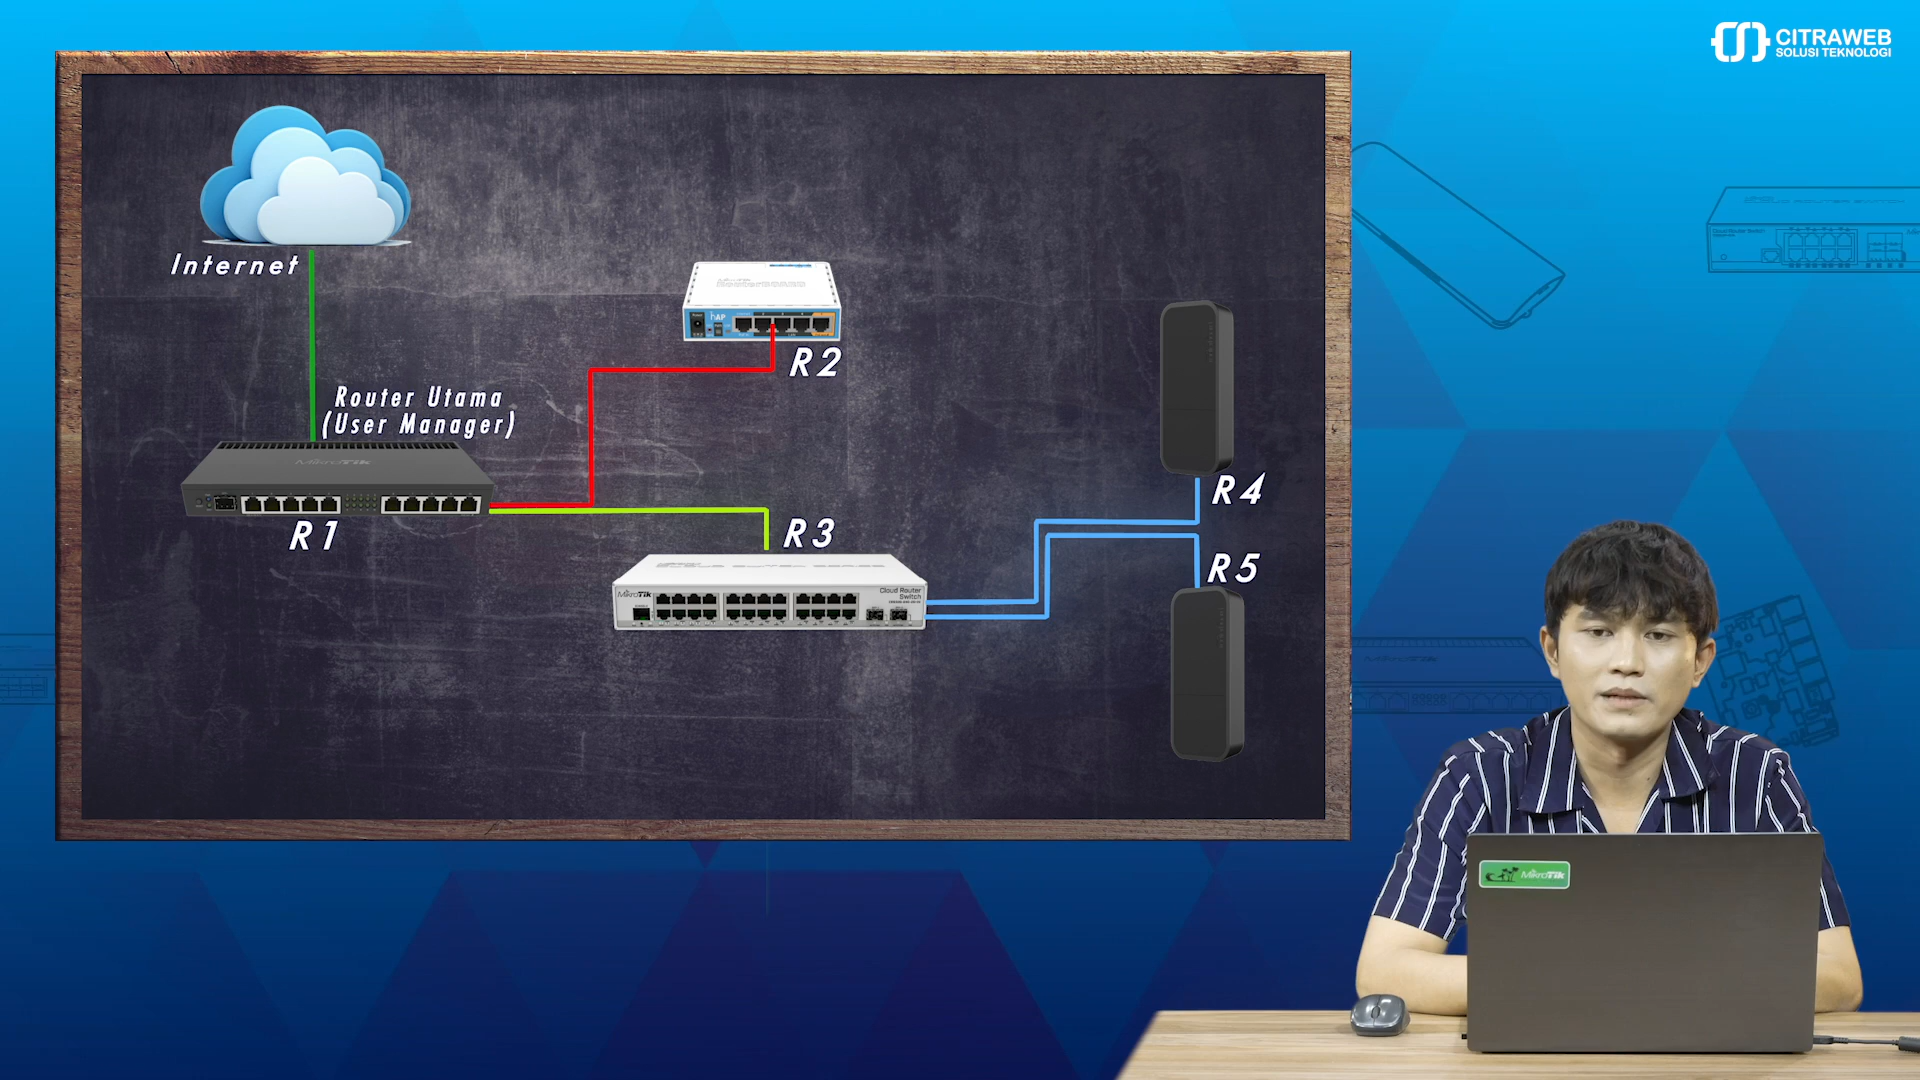 CITRAWEB
SOLUSI TEKNOLOGI
Internet
Router Utama
(User Manager)
R1
hAP
R2
R3
MikroTik
Cloud Router
Switch
R4
R5
MikroTik
MikroTik